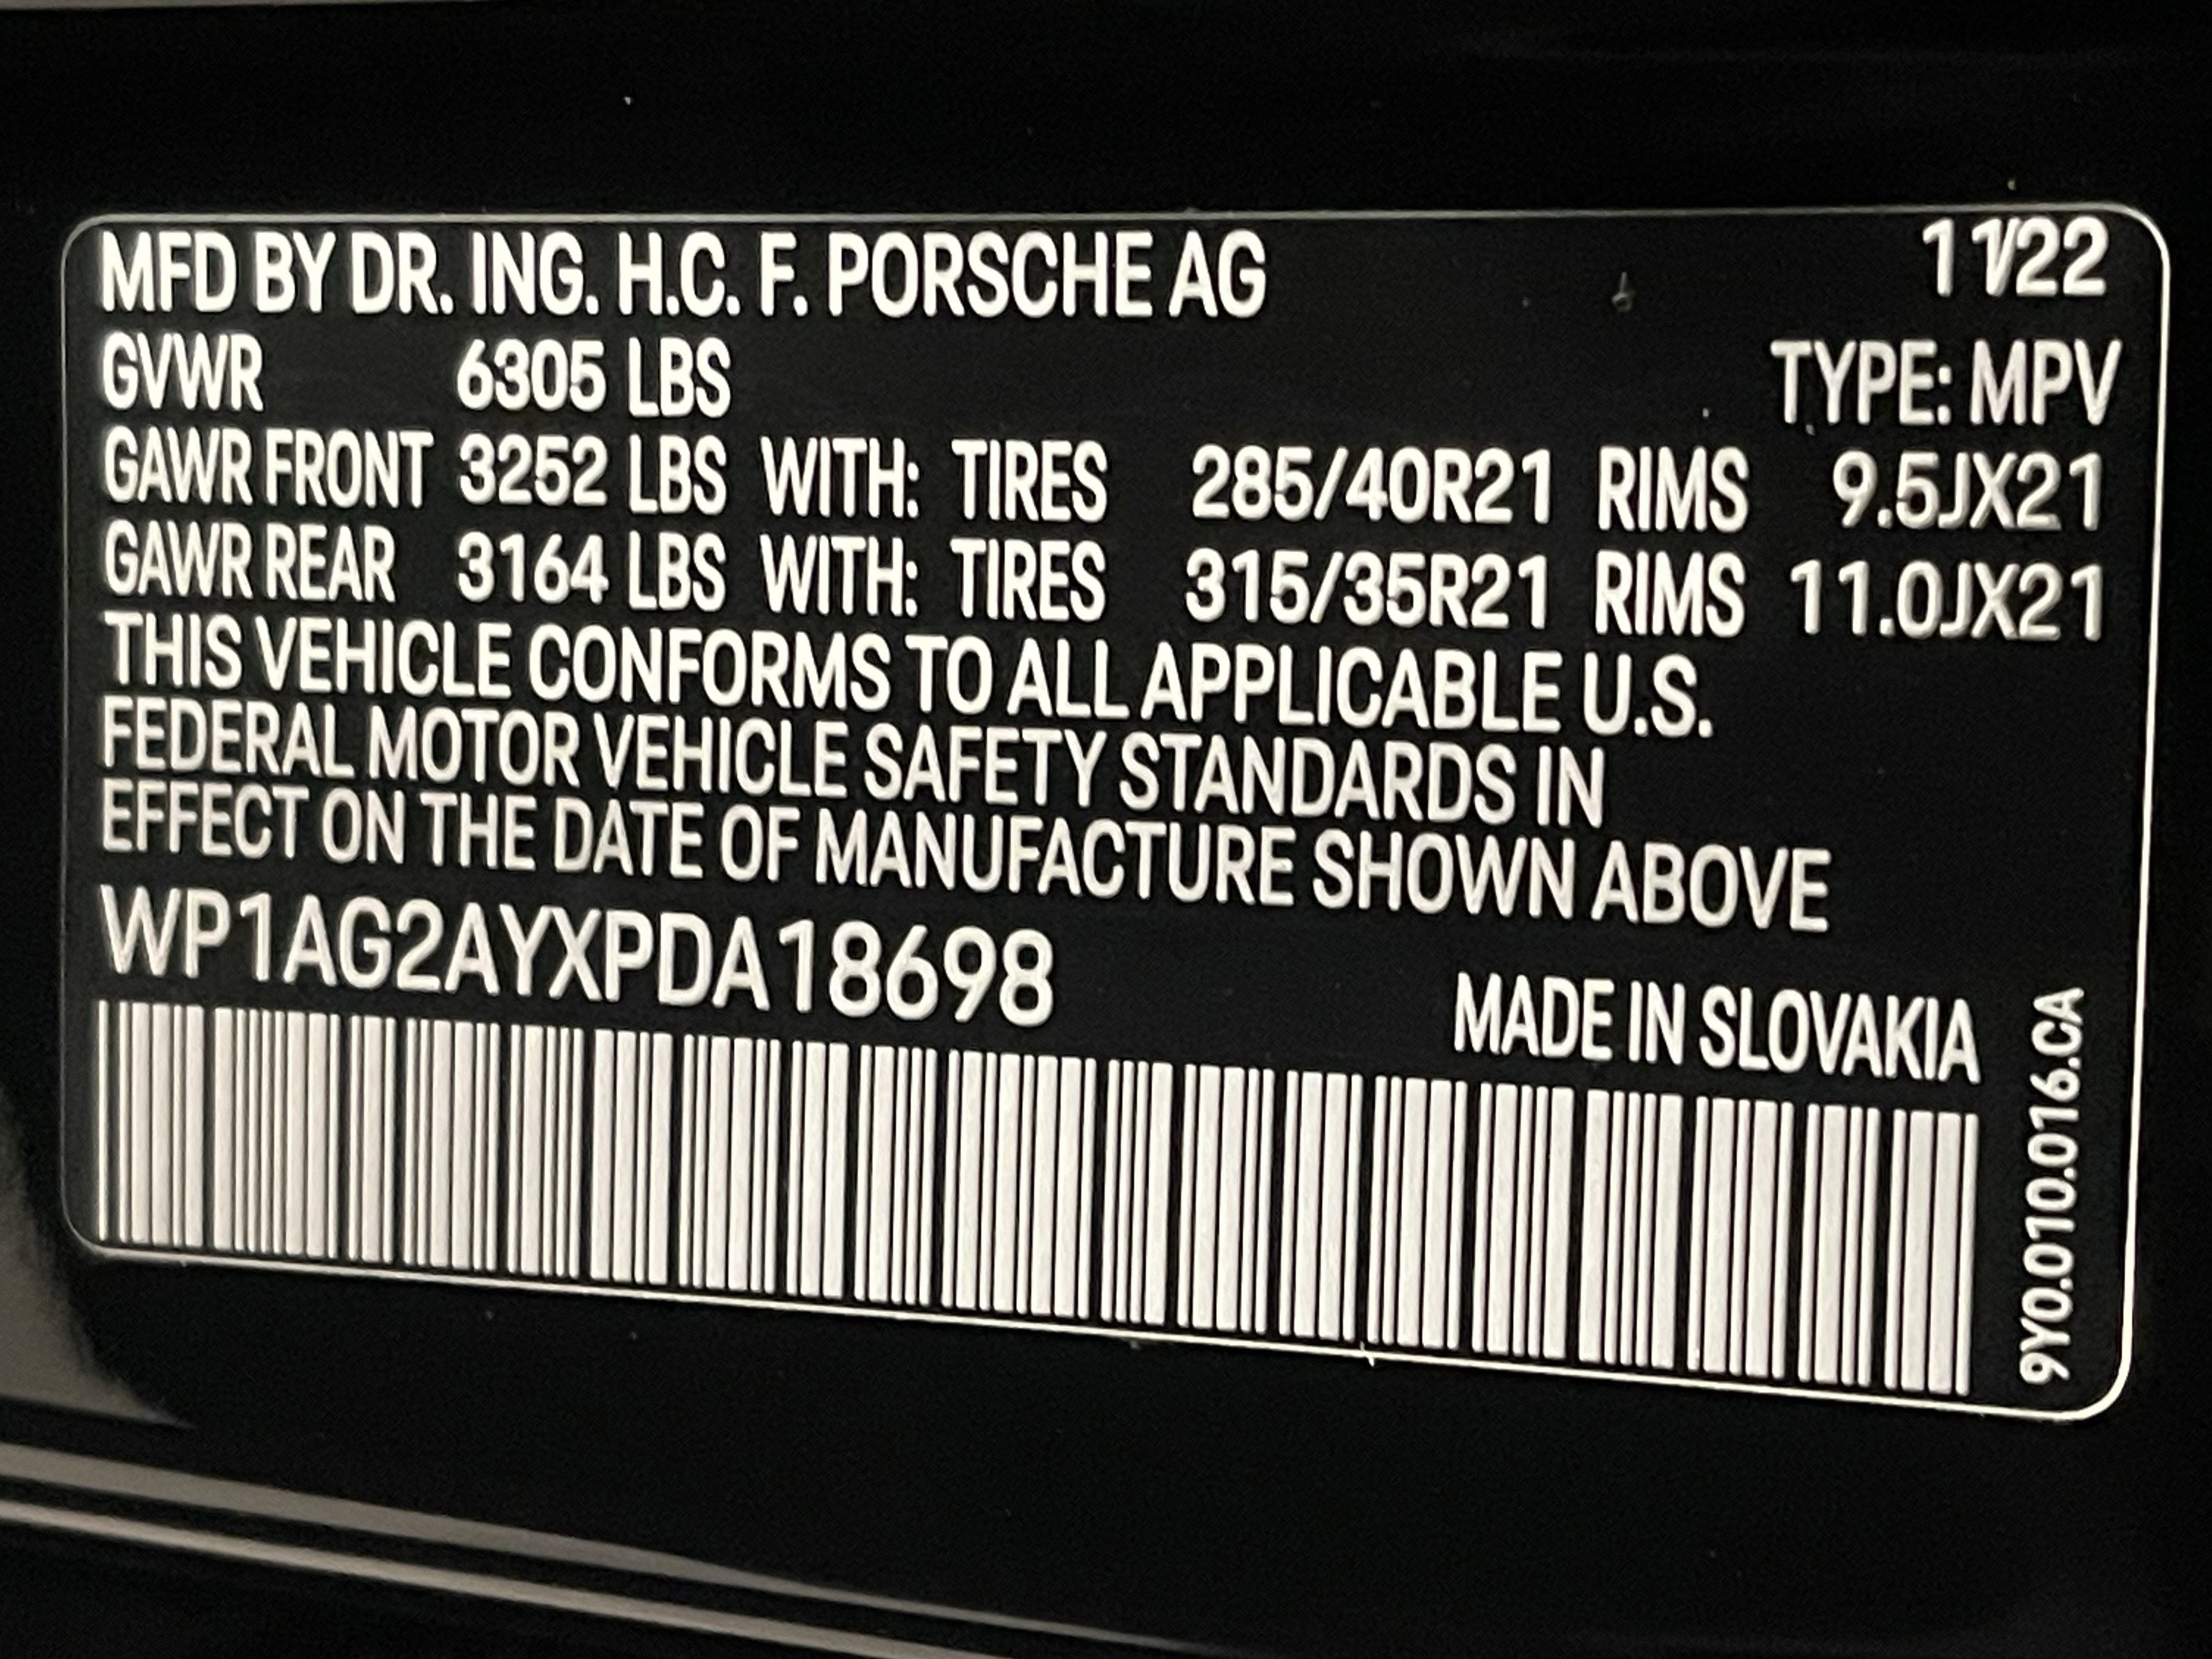 MFD BY DR. ING. H.C. F. PORSCHE AG 11/22
GVWR 6305 LBS TYPE: MPV
GAWR FRONT 3252 LBS WITH: TIRES 285/40R21 RIMS 9.5JX21
GAWR REAR 3164 LBS WITH: TIRES 315/35R21 RIMS 11.0JX21
THIS VEHICLE CONFORMS TO ALL APPLICABLE U.S.
FEDERAL MOTOR VEHICLE SAFETY STANDARDS IN
EFFECT ON THE DATE OF MANUFACTURE SHOWN ABOVE
WP1AG2AYXPDA18698
MADE IN SLOVAKIA
9Y0.010.016.CA